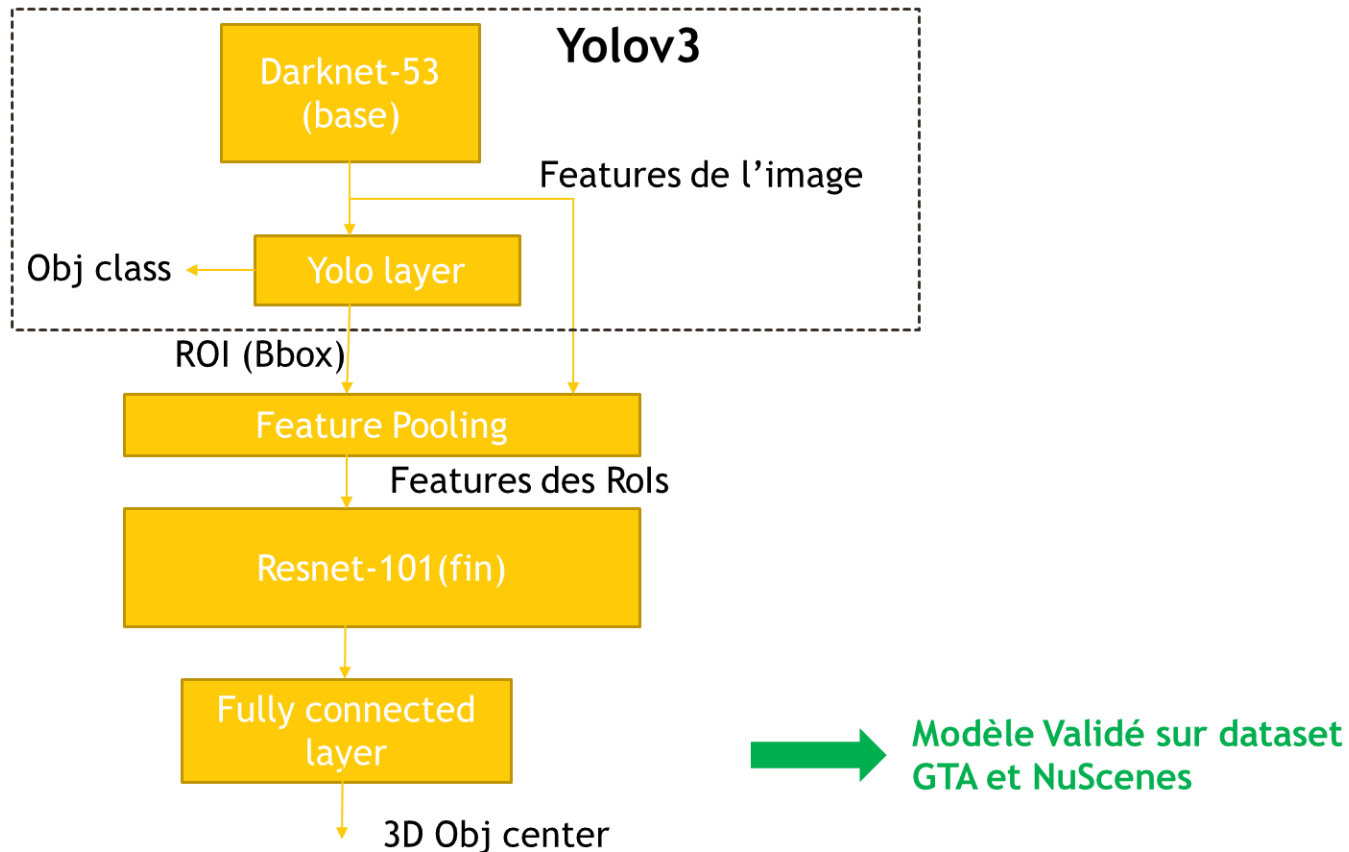 Yolov3
Darknet-53
(base)
Features de l’image
Obj class
Yolo layer
ROI (Bbox)
Feature Pooling
Features des RoIs
Resnet-101(fin)
Fully connected
layer
Modèle Validé sur dataset
GTA et NuScenes
3D Obj center